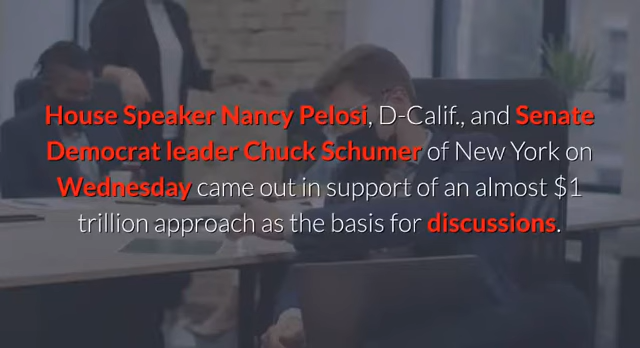 House Speaker Nancy Pelosi, D-Calif., and Senate
Democrat leader Chuck Schumer of New York on
Wednesday came out in support of an almost $1
trillion approach as the basis for discussions.